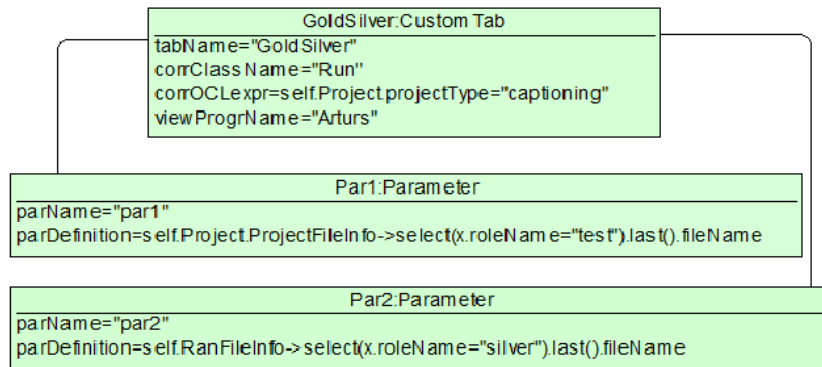 GoldSilver:Custom Tab
tabName="GoldSilver"
corrClassName="Run"
corrOCLexpr=self.Project.projectType="captioning"
viewProgrName="Arturs"
Par1:Parameter
parName="par1"
parDefinition=self.Project.ProjectFileInfo->select(x.roleName="test").last().fileName
Par2:Parameter
parName="par2"
parDefinition=self.RanFileInfo->select(x.roleName="silver").last().fileName